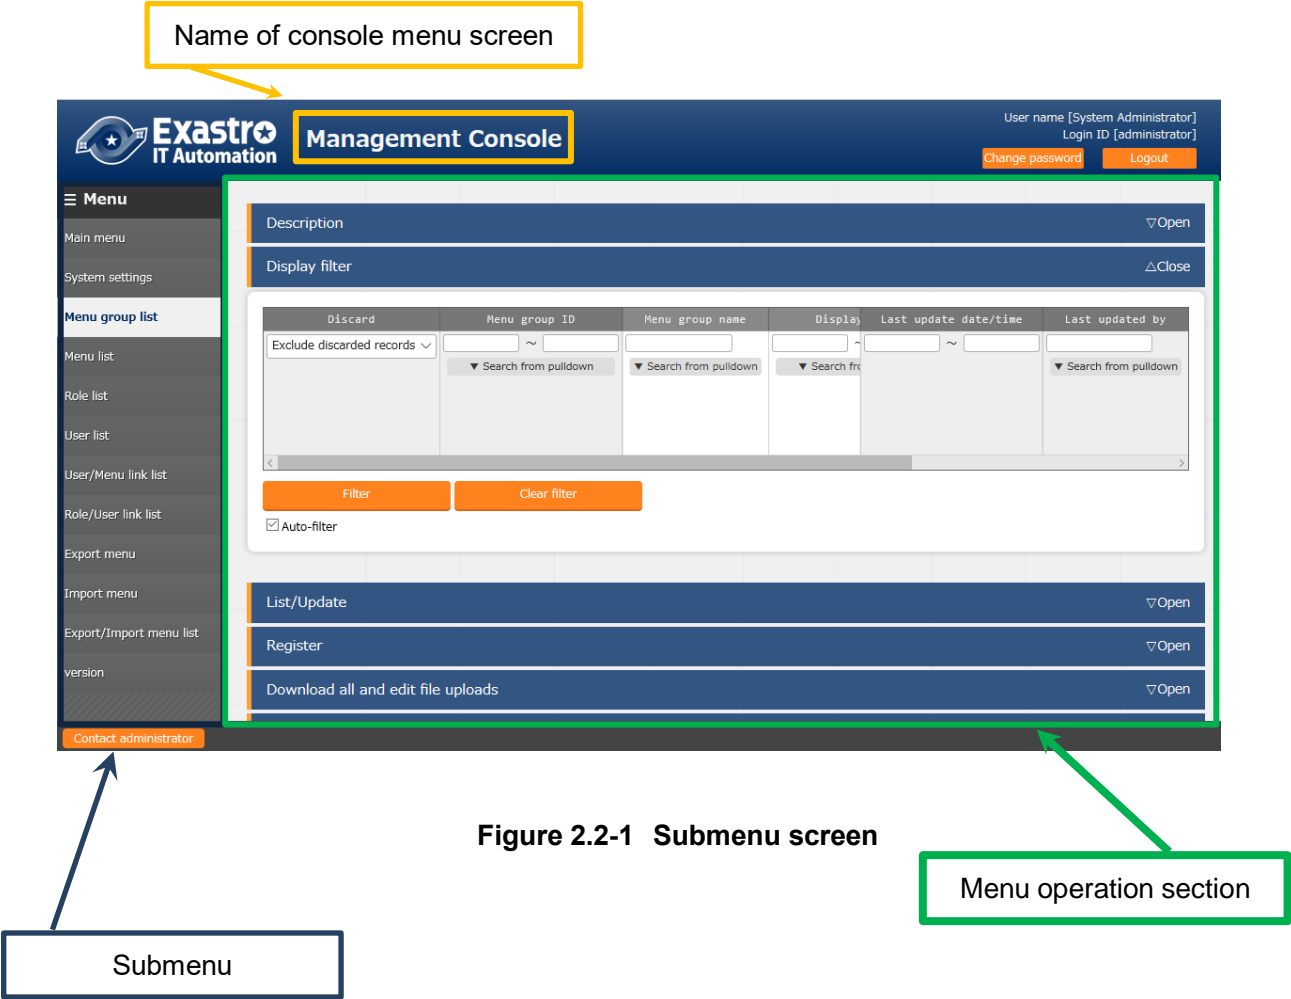 Name of console menu screen
Exastro
IT Automation
Management Console
User name [System Administrator]
Login ID [administrator]
Change password
Logout
☰ Menu
Main menu
System settings
Menu group list
Menu list
Role list
User list
User/Menu link list
Role/User link list
Export menu
Import menu
Export/Import menu list
version
Contact administrator
Description ▽Open
Display filter △Close
Discard Menu group ID Menu group name Display Last update date/time Last updated by
Exclude discarded records ~ ~ ~
▼ Search from pulldown ▼ Search from pulldown ▼ Search fro ▼ Search from pulldown
Filter Clear filter
Auto-filter
List/Update ▽Open
Register ▽Open
Download all and edit file uploads ▽Open
Figure 2.2-1 Submenu screen
Menu operation section
Submenu